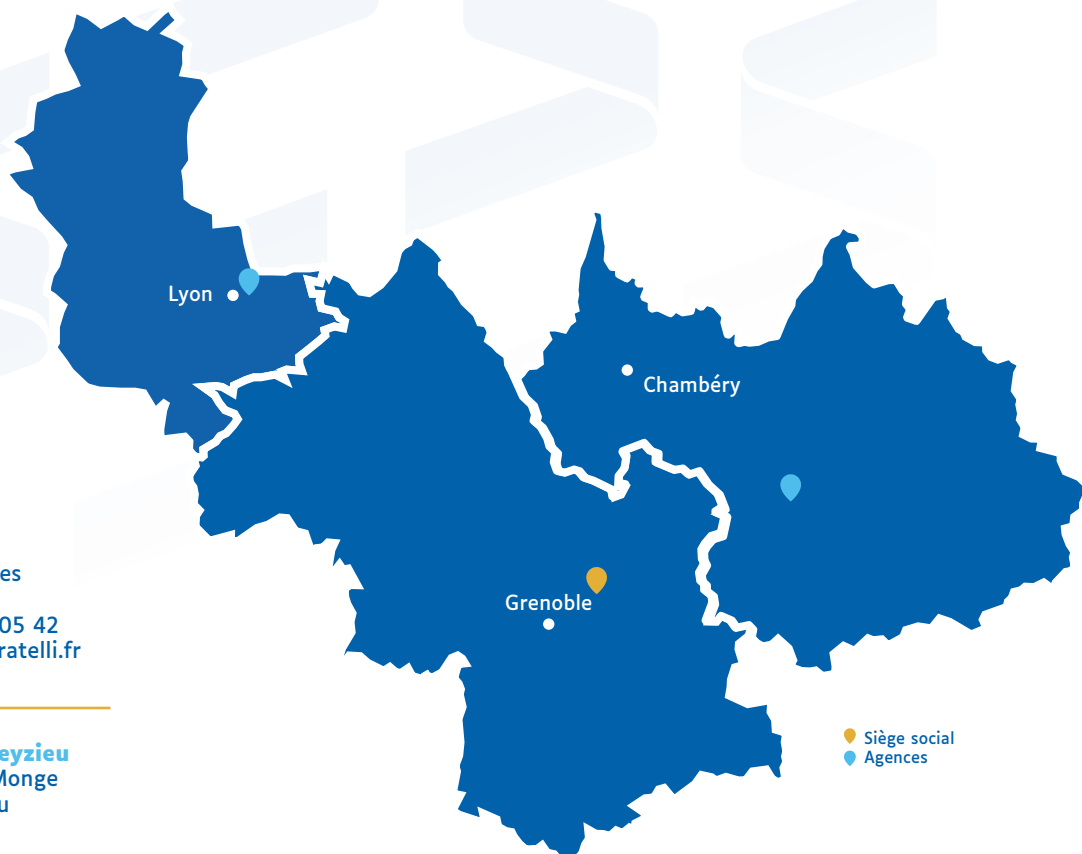 Lyon
Chambéry
Grenoble
es
05 42
ratelli.fr
eyzieu
Monge
u
Siège social
Agences